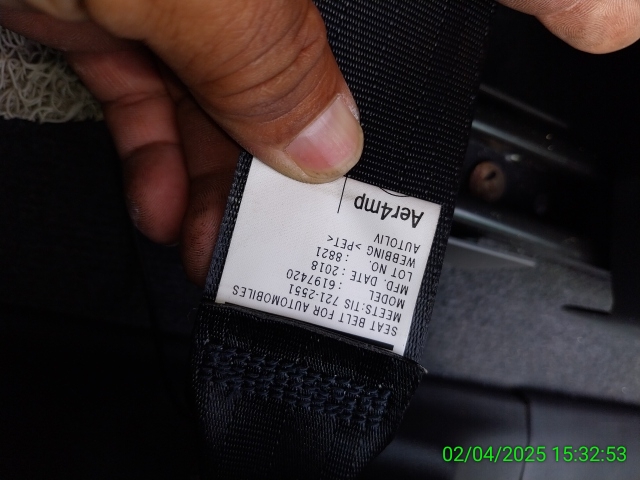 SEAT BELT FOR AUTOMOBILES
MEETS:TIS 721-2551
MODEL : 6197420
MFD. DATE : 2018
LOT NO. : 8821
WEBBING >PET<
AUTOLIV
Aer4mp
02/04/2025 15:32:53